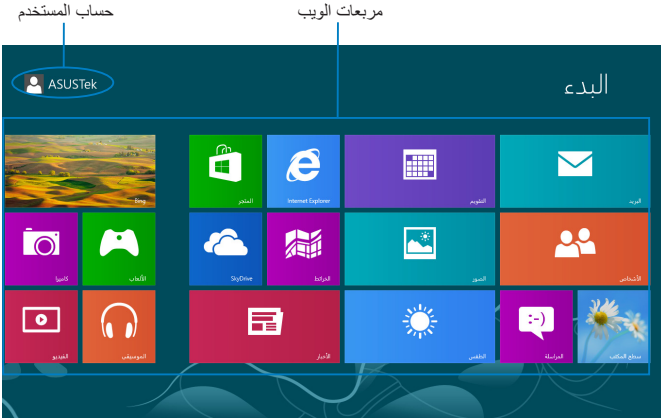 مربعات الويب
حساب المستخدم
البدء
ASUSTek
البريد
التقويم
Internet Explorer
المتجر
Bing
الأشخاص
الصور
الخرائط
SkyDrive
الألعاب
كاميرا
سطح المكتب
المراسلة
:-)
الطقس
الأخبار
الموسيقى
الفيديو